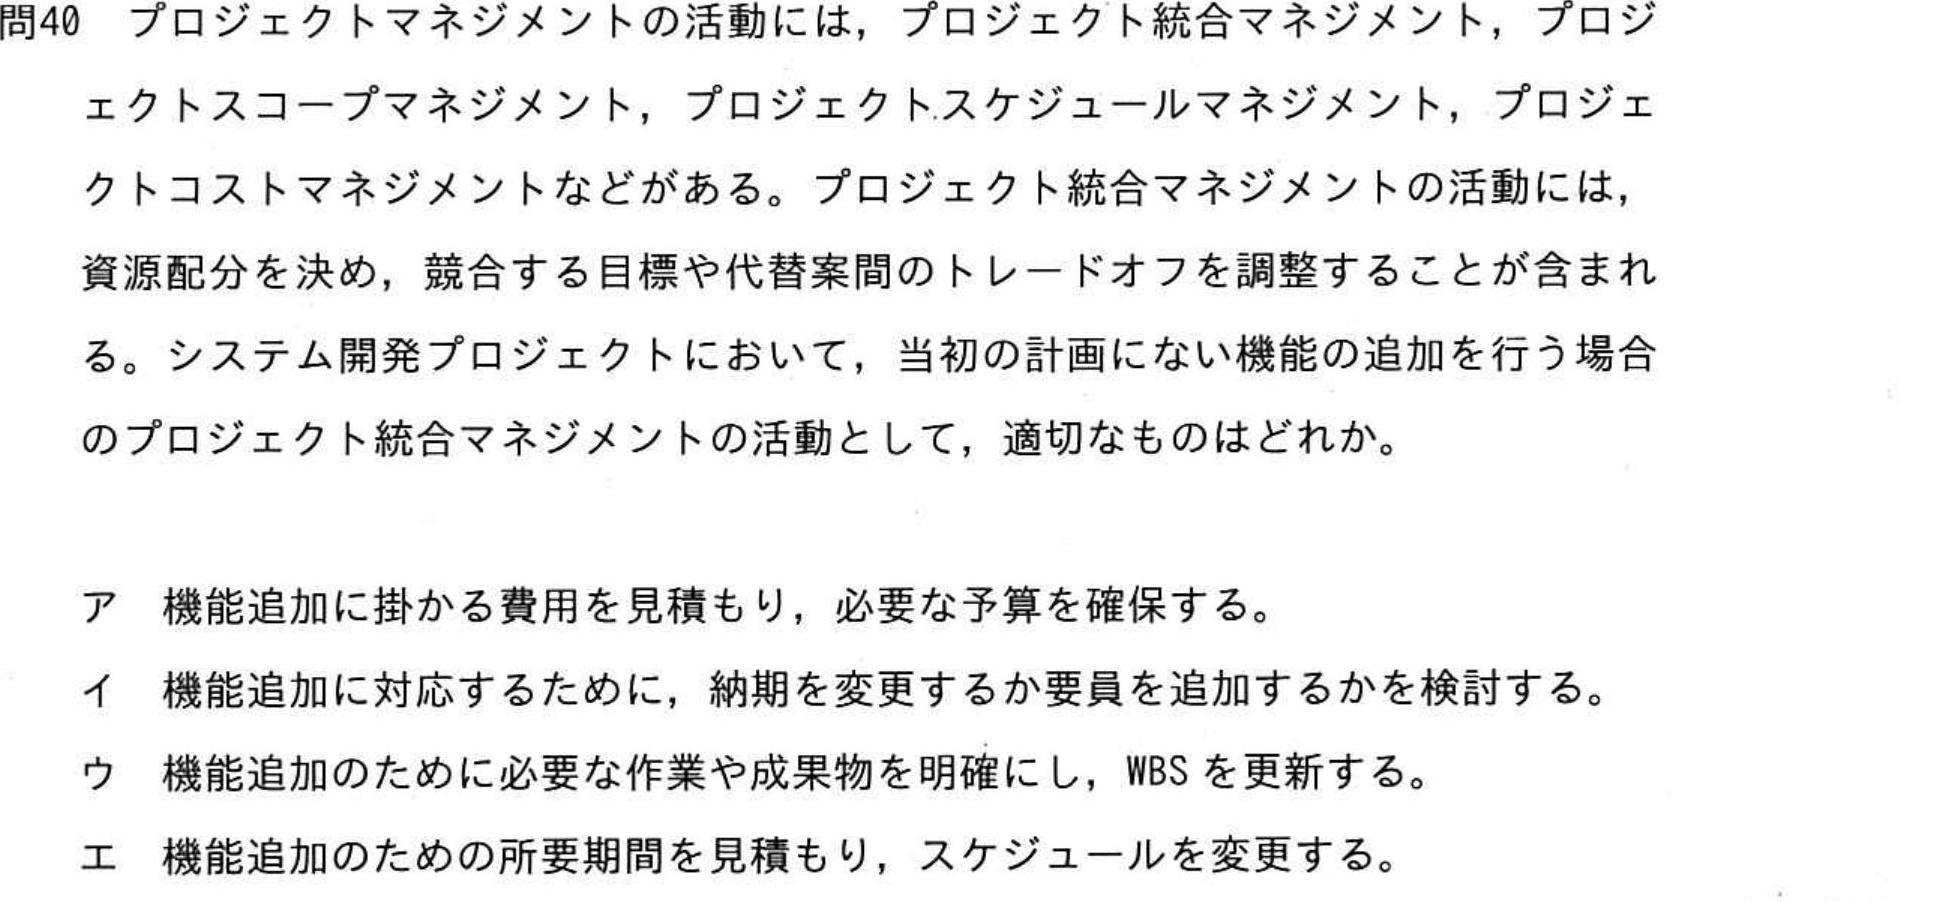 問40　プロジェクトマネジメントの活動には，プロジェクト統合マネジメント，プロジ
ェクトスコープマネジメント，プロジェクトスケジュールマネジメント，プロジェ
クトコストマネジメントなどがある。プロジェクト統合マネジメントの活動には，
資源配分を決め，競合する目標や代替案間のトレードオフを調整することが含まれ
る。システム開発プロジェクトにおいて，当初の計画にない機能の追加を行う場合
のプロジェクト統合マネジメントの活動として，適切なものはどれか。
ア　機能追加に掛かる費用を見積もり，必要な予算を確保する。
イ　機能追加に対応するために，納期を変更するか要員を追加するかを検討する。
ウ　機能追加のために必要な作業や成果物を明確にし，WBS を更新する。
エ　機能追加のための所要期間を見積もり，スケジュールを変更する。